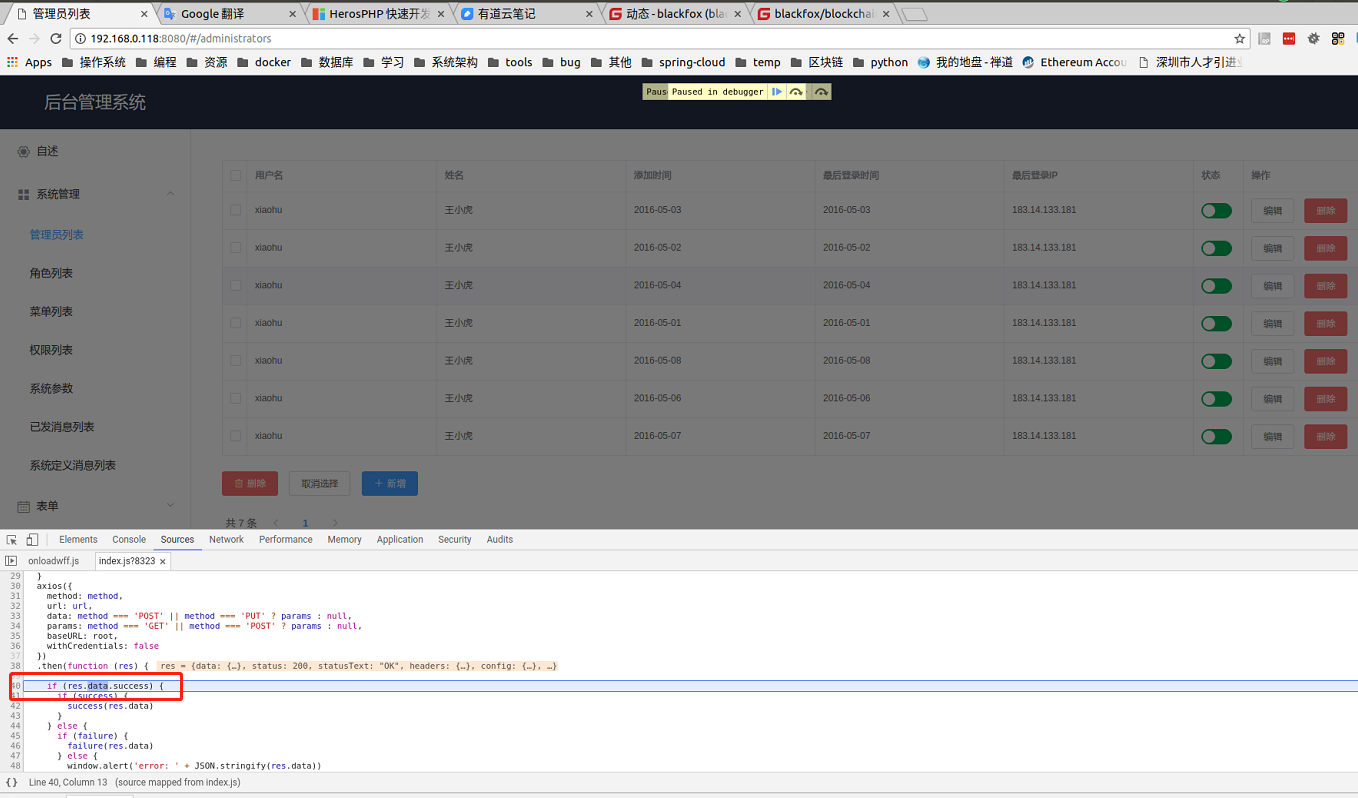 管理员列表 Google 翻译 HerosPHP 快速开发 有道云笔记 动态 - blackfox (blac blackfox/blockchai
192.168.0.118:8080/#/administrators
Apps 操作系统 编程 资源 docker 数据库 学习 系统架构 tools bug 其他 spring-cloud temp 区块链 python 我的地盘 - 禅道 Ethereum Accou 深圳市人才引进业
后台管理系统
Paus Paused in debugger
自述
系统管理
管理员列表
角色列表
菜单列表
权限列表
系统参数
已发消息列表
系统定义消息列表
表单
用户名 姓名 添加时间 最后登录时间 最后登录IP 状态 操作
xiaohu 王小虎 2016-05-03 2016-05-03 183.14.133.181 编辑 删除
xiaohu 王小虎 2016-05-02 2016-05-02 183.14.133.181 编辑 删除
xiaohu 王小虎 2016-05-04 2016-05-04 183.14.133.181 编辑 删除
xiaohu 王小虎 2016-05-01 2016-05-01 183.14.133.181 编辑 删除
xiaohu 王小虎 2016-05-08 2016-05-08 183.14.133.181 编辑 删除
xiaohu 王小虎 2016-05-06 2016-05-06 183.14.133.181 编辑 删除
xiaohu 王小虎 2016-05-07 2016-05-07 183.14.133.181 编辑 删除
删除 取消选择 + 新增
共 7 条 < 1 >
Elements Console Sources Network Performance Memory Application Security Audits
onloadwff.js index.js?8323 ×
29 }
30 axios({
31 method: method,
32 url: url,
33 data: method === 'POST' || method === 'PUT' ? params : null,
34 params: method === 'GET' || method === 'POST' ? params : null,
35 baseURL: root,
36 withCredentials: false
37 })
38 .then(function (res) { res = {data: {…}, status: 200, statusText: "OK", headers: {…}, config: {…}, …}
39
40 if (res.data.success) {
41 if (success) {
42 success(res.data)
43 }
44 } else {
45 if (failure) {
46 failure(res.data)
47 } else {
48 window.alert('error: ' + JSON.stringify(res.data))
{} Line 40, Column 13 (source mapped from index.js)